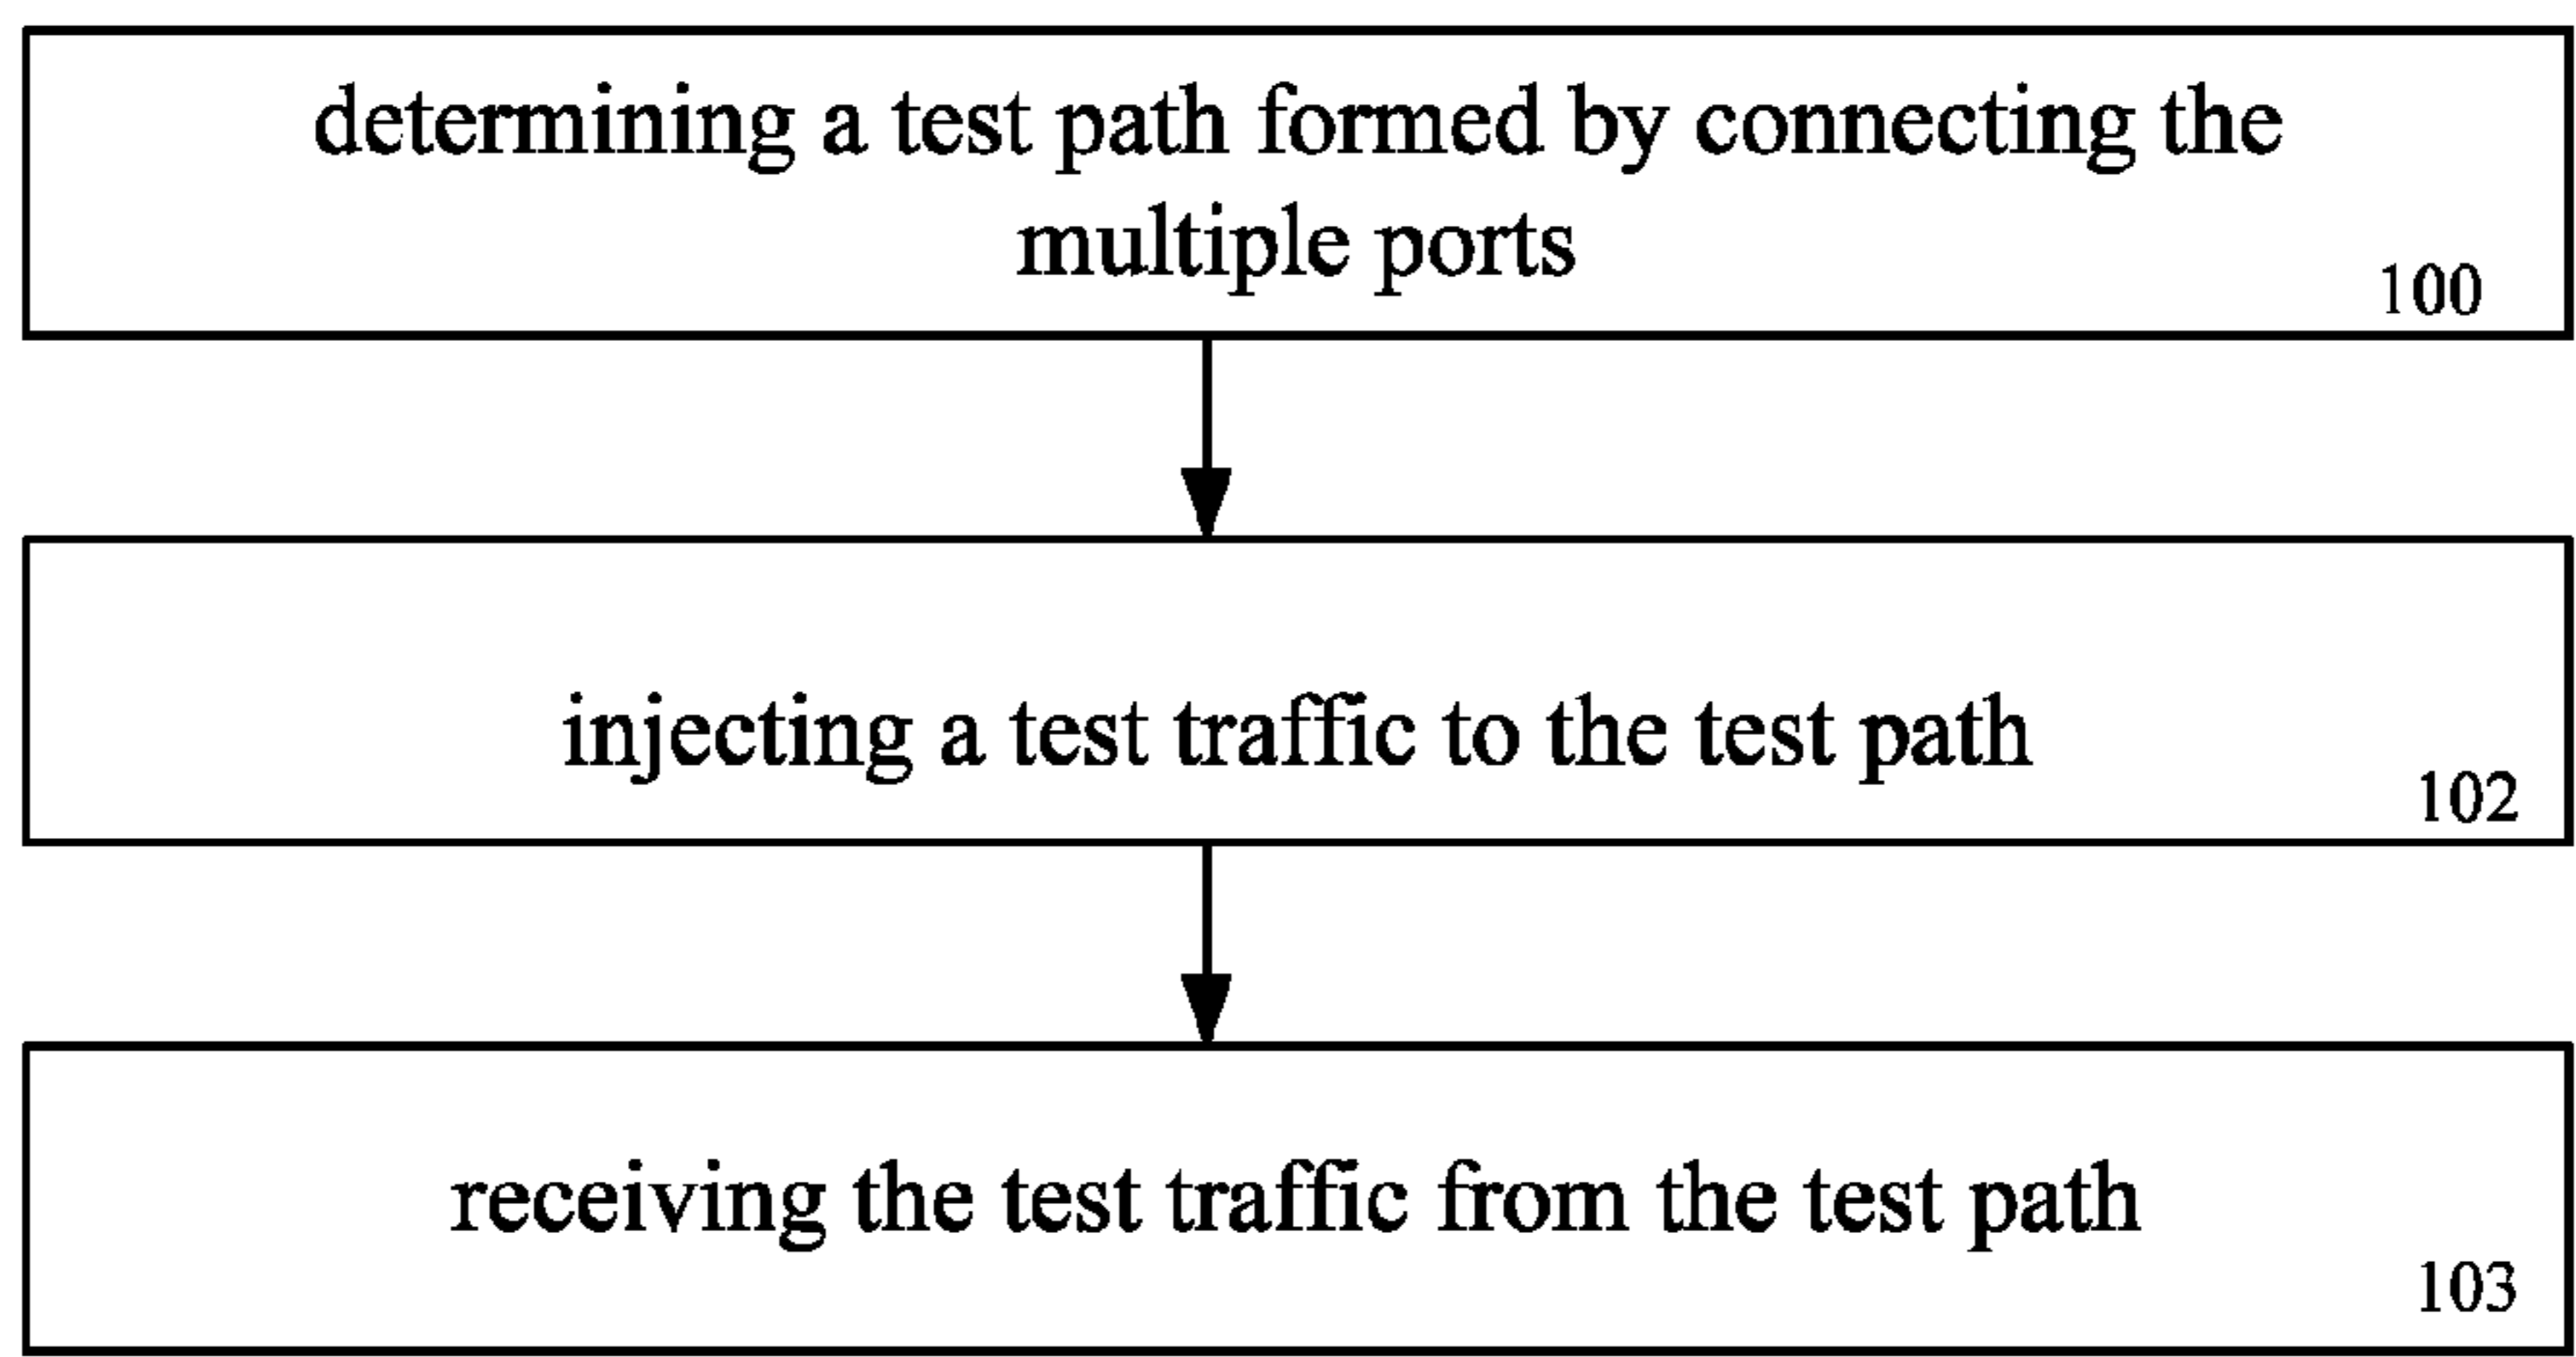 determining a test path formed by connecting the
multiple ports
100
injecting a test traffic to the test path
102
receiving the test traffic from the test path
103